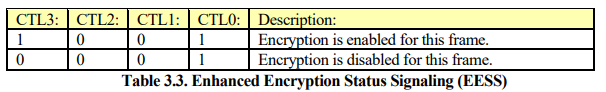 CTL3: CTL2: CTL1: CTL0: Description:
1 0 0 1 Encryption is enabled for this frame.
0 0 0 1 Encryption is disabled for this frame.
Table 3.3. Enhanced Encryption Status Signaling (EESS)